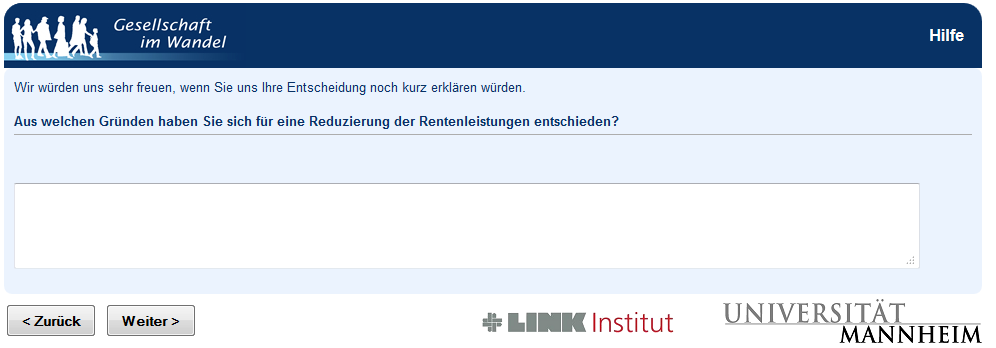 Gesellschaft
im Wandel
Hilfe
Wir würden uns sehr freuen, wenn Sie uns Ihre Entscheidung noch kurz erklären würden.
Aus welchen Gründen haben Sie sich für eine Reduzierung der Rentenleistungen entschieden?
< Zurück
Weiter >
LINK Institut
UNIVERSITÄT
MANNHEIM